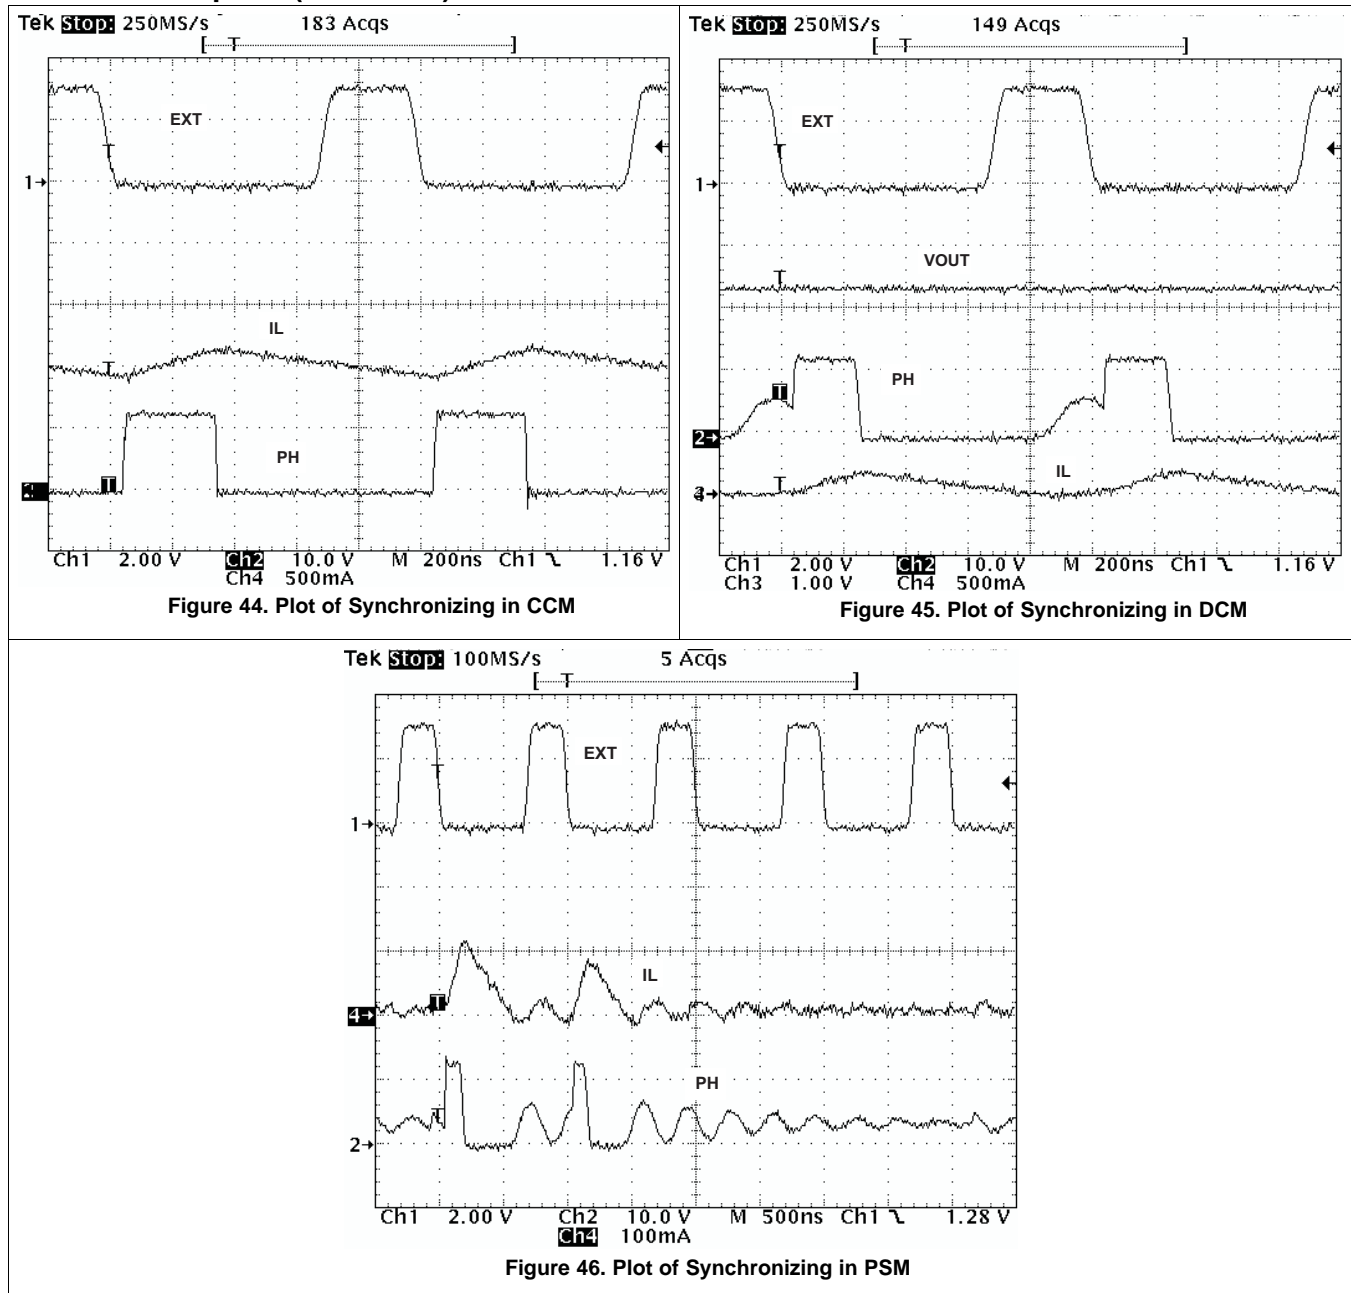 Tek Stop: 250MS/s 183 Acqs
[ T ]
EXT
T
1→
IL
T
PH
T
2
Ch1 2.00 V Ch2 10.0 V M 200ns Ch1 1.16 V
Ch4 500mA
Figure 44. Plot of Synchronizing in CCM
Tek Stop: 250MS/s 149 Acqs
[ T ]
EXT
T
1→
VOUT
T
PH
T
2→
IL
T
Ch1 2.00 V Ch2 10.0 V M 200ns Ch1 1.16 V
Ch3 1.00 V Ch4 500mA
Figure 45. Plot of Synchronizing in DCM
Tek Stop: 100MS/s 5 Acqs
[ T ]
EXT
T
1→
IL
T
4→
PH
T
2→
Ch1 2.00 V Ch2 10.0 V M 500ns Ch1 1.28 V
Ch4 100mA
Figure 46. Plot of Synchronizing in PSM